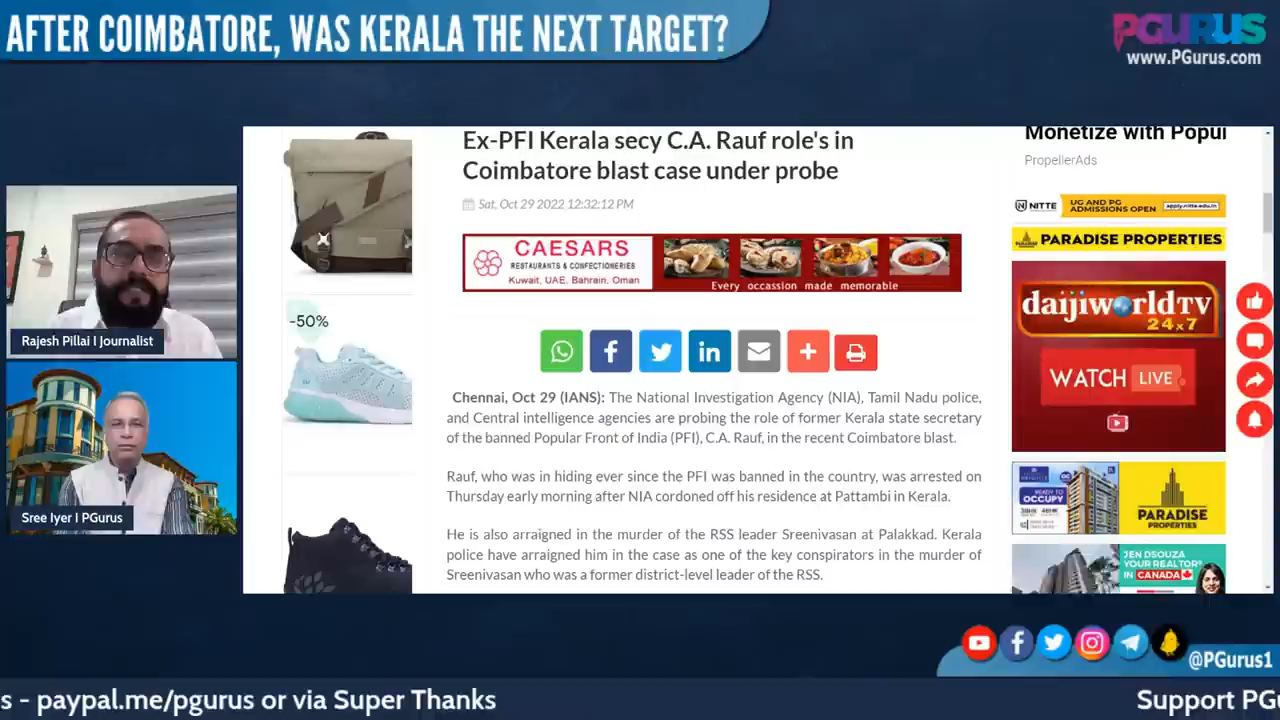 AFTER COIMBATORE, WAS KERALA THE NEXT TARGET?
PGURUS
www.PGurus.com
Rajesh Pillai I Journalist
Sree Iyer I PGurus
-50%
Ex-PFI Kerala secy C.A. Rauf role's in
Coimbatore blast case under probe
Sat, Oct 29 2022 12:32:12 PM
CAESARS
RESTAURANTS & CONFECTIONERIES
Kuwait, UAE, Bahrain, Oman
Every occassion made memorable
Chennai, Oct 29 (IANS): The National Investigation Agency (NIA), Tamil Nadu police,
and Central intelligence agencies are probing the role of former Kerala state secretary
of the banned Popular Front of India (PFI), C.A. Rauf, in the recent Coimbatore blast.
Rauf, who was in hiding ever since the PFI was banned in the country, was arrested on
Thursday early morning after NIA cordoned off his residence at Pattambi in Kerala.
He is also arraigned in the murder of the RSS leader Sreenivasan at Palakkad. Kerala
police have arraigned him in the case as one of the key conspirators in the murder of
Sreenivasan who was a former district-level leader of the RSS.
Monetize with Popul
PropellerAds
NITTE
UG AND PG
ADMISSIONS OPEN
apply.nitte.edu.in
PARADISE PROPERTIES
daijiworldTV
24x7
WATCH LIVE
READY TO
OCCUPY
PARADISE
PROPERTIES
JEN DSOUZA
YOUR REALTOR
IN CANADA
@PGurus1
s - paypal.me/pgurus or via Super Thanks
Support PGu